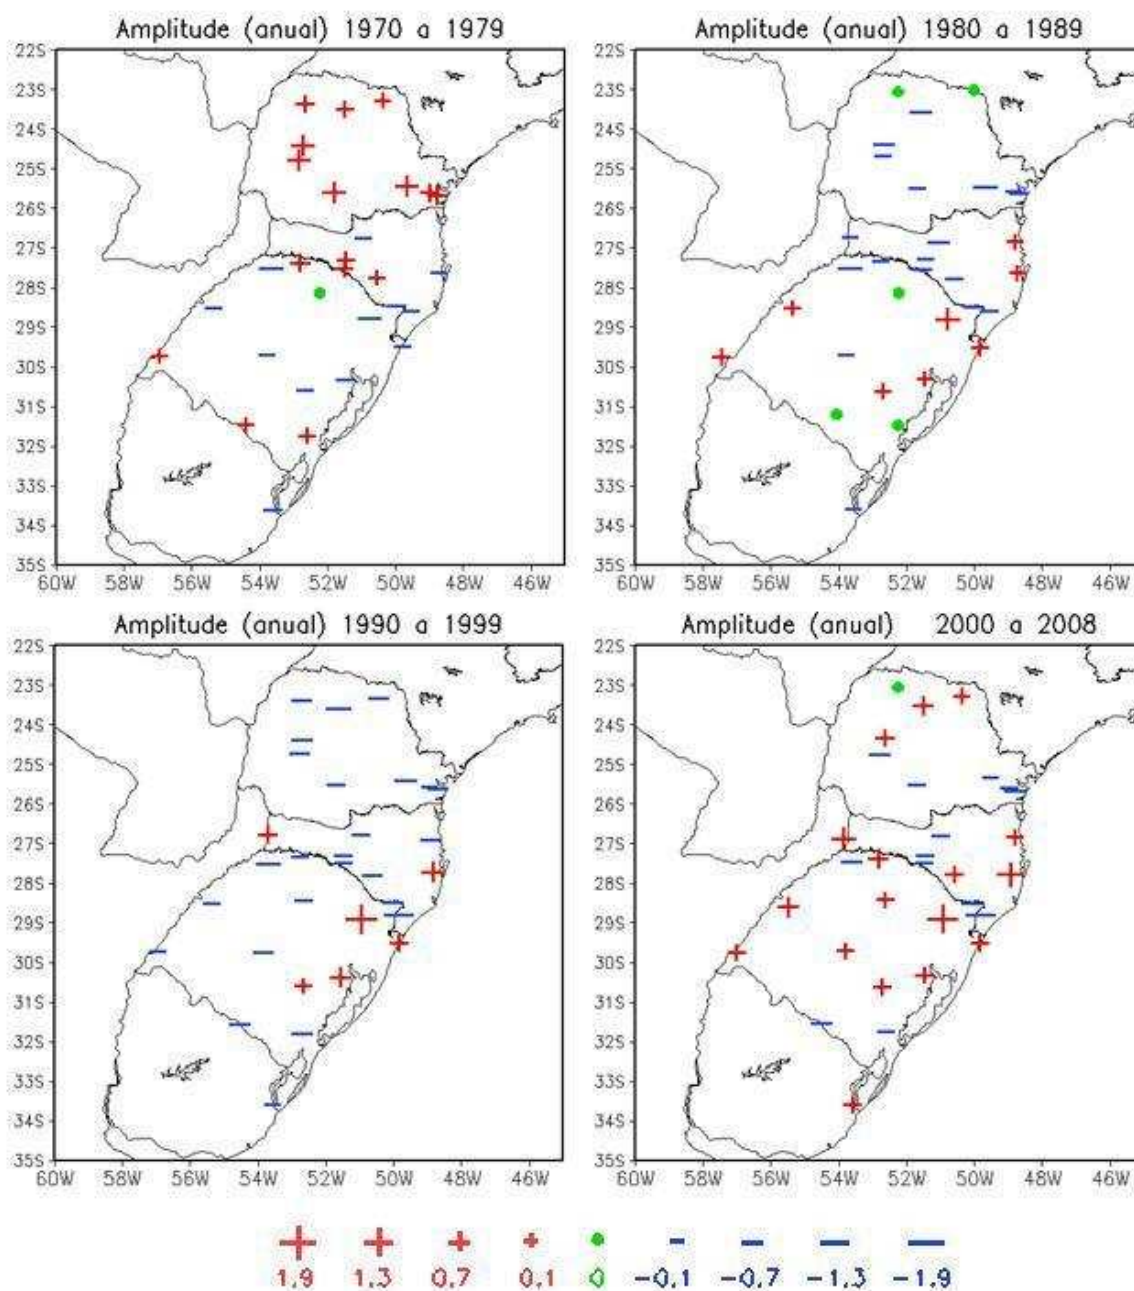 Amplitude (anual) 1970 a 1979
22S
23S
24S
25S
26S
27S
28S
29S
30S
31S
32S
33S
34S
35S
60W 58W 56W 54W 52W 50W 48W 46W
Amplitude (anual) 1980 a 1989
22S
23S
24S
25S
26S
27S
28S
29S
30S
31S
32S
33S
34S
35S
60W 58W 56W 54W 52W 50W 48W 46W
Amplitude (anual) 1990 a 1999
22S
23S
24S
25S
26S
27S
28S
29S
30S
31S
32S
33S
34S
35S
60W 58W 56W 54W 52W 50W 48W 46W
Amplitude (anual) 2000 a 2008
22S
23S
24S
25S
26S
27S
28S
29S
30S
31S
32S
33S
34S
35S
60W 58W 56W 54W 52W 50W 48W 46W
1.9 1.3 0.7 0.1 0 -0.1 -0.7 -1.3 -1.9